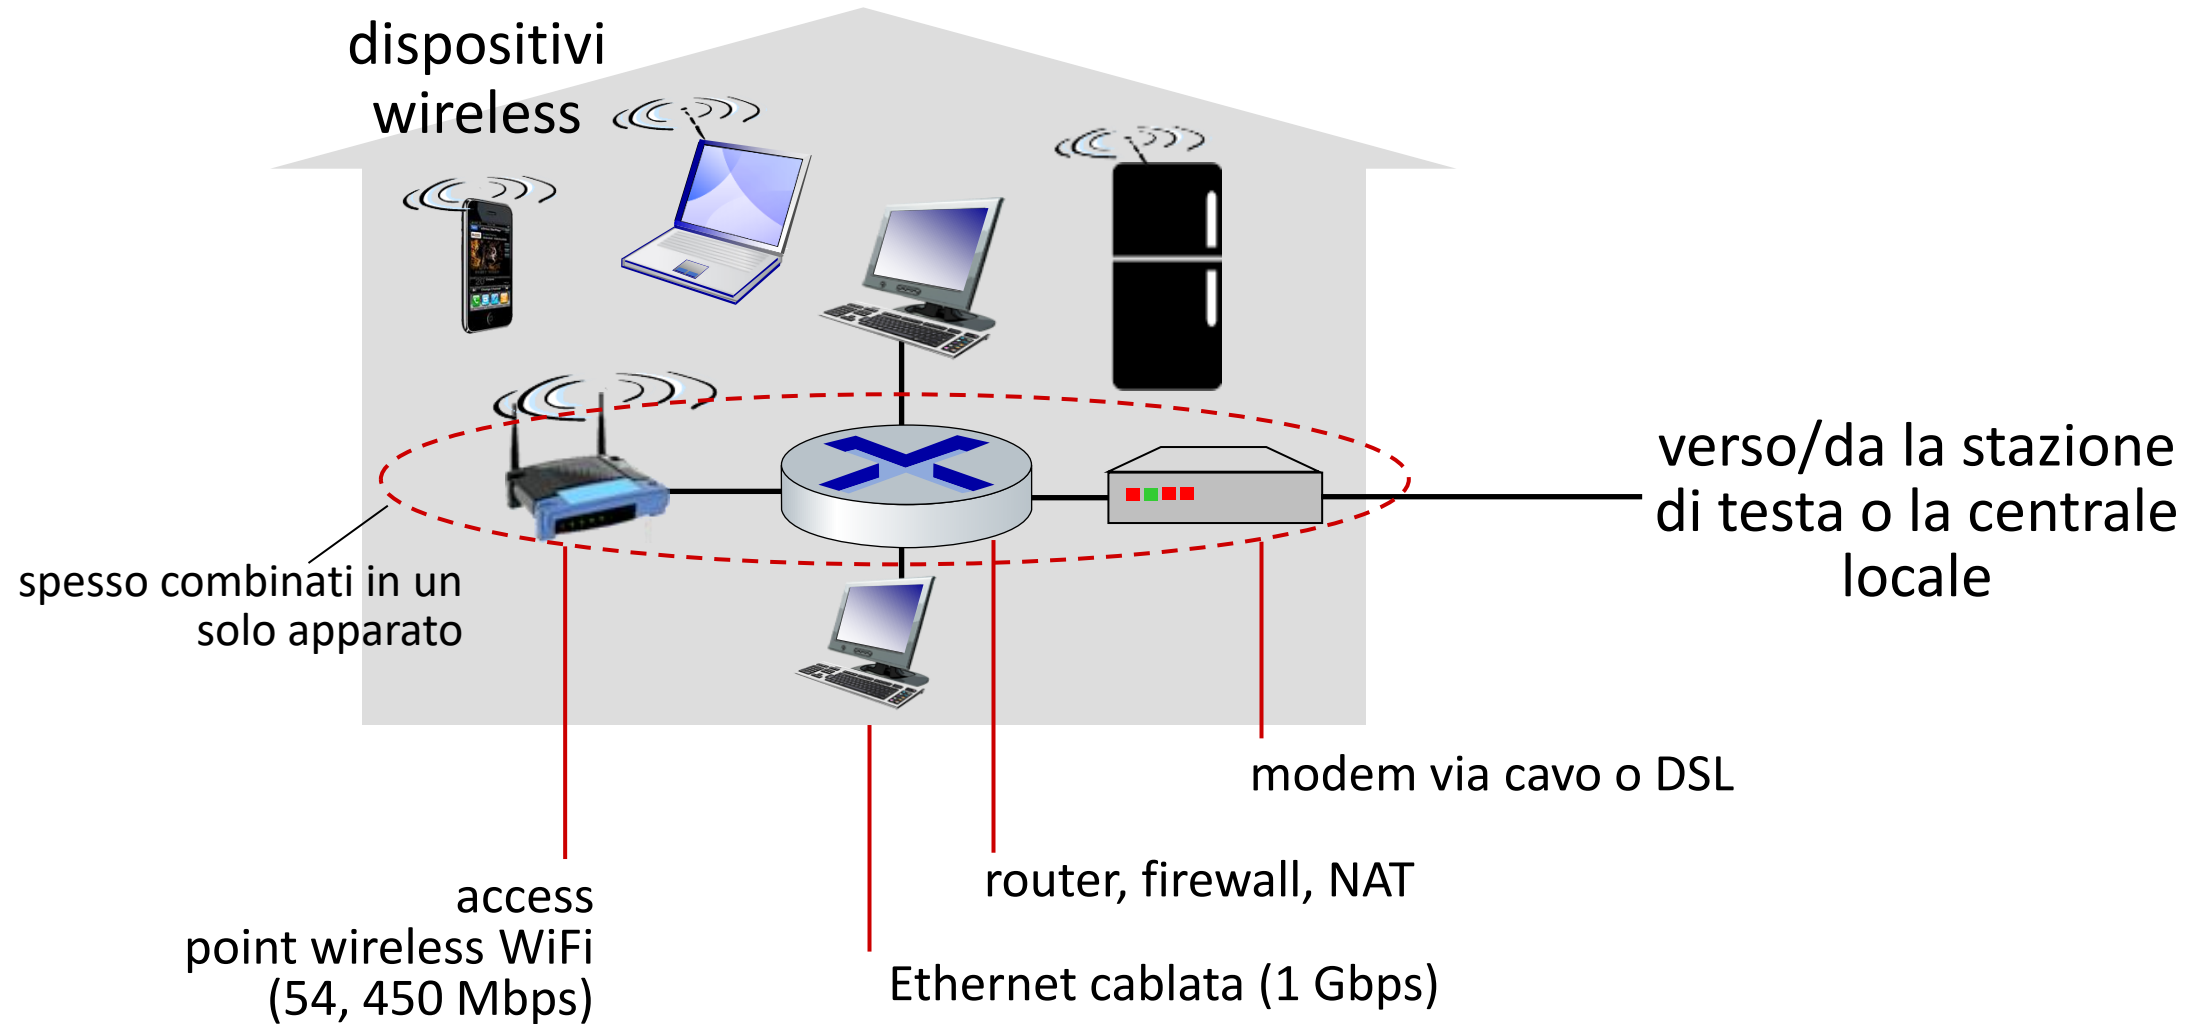 dispositivi
wireless
verso/da la stazione
di testa o la centrale
locale
spesso combinati in un
solo apparato
modem via cavo o DSL
router, firewall, NAT
access
point wireless WiFi
(54, 450 Mbps)
Ethernet cablata (1 Gbps)